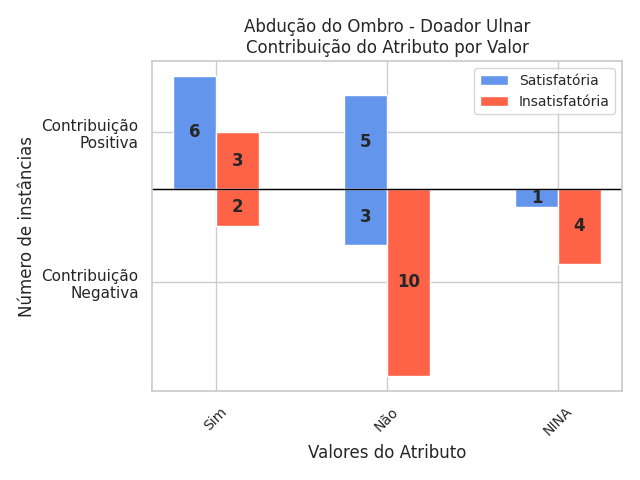 Abdução do Ombro - Doador Ulnar
Contribuição do Atributo por Valor
Satisfatória
Insatisfatória
Contribuição
Positiva
Contribuição
Negativa
Número de instâncias
6
3
2
5
3
10
1
4
Sim
Não
NINA
Valores do Atributo